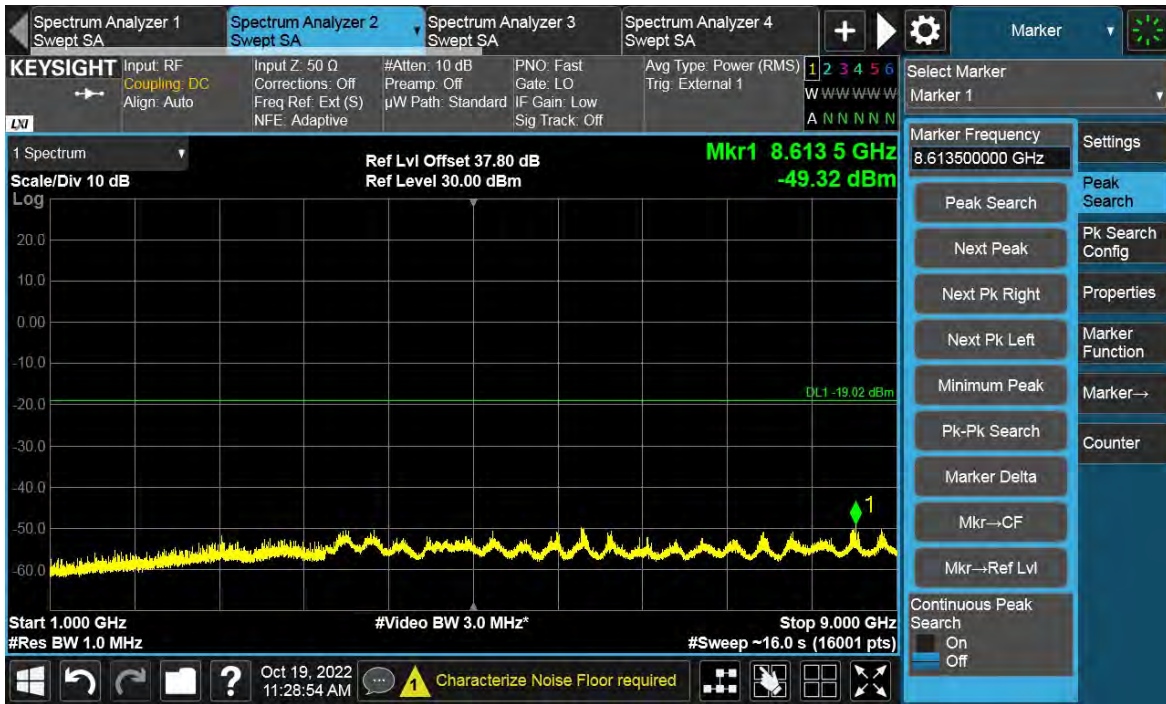 Spectrum Analyzer 1
Swept SA
Spectrum Analyzer 2
Swept SA
Spectrum Analyzer 3
Swept SA
Spectrum Analyzer 4
Swept SA
+
Marker
KEYSIGHT
LXI
Input: RF
Coupling: DC
Align: Auto
Input Z: 50 Ω
Corrections: Off
Freq Ref: Ext (S)
NFE: Adaptive
#Atten: 10 dB
Preamp: Off
µW Path: Standard
PNO: Fast
Gate: LO
IF Gain: Low
Sig Track: Off
Avg Type: Power (RMS)
Trig: External 1
1 2 3 4 5 6
W W W W W W
A N N N N N
Select Marker
Marker 1
1 Spectrum
Scale/Div 10 dB
Log
Ref Lvl Offset 37.80 dB
Ref Level 30.00 dBm
Mkr1 8.613 5 GHz
-49.32 dBm
20.0
10.0
0.00
-10.0
-20.0
-30.0
-40.0
-50.0
-60.0
DL1 -19.02 dBm
1
Start 1.000 GHz
#Res BW 1.0 MHz
#Video BW 3.0 MHz*
Stop 9.000 GHz
#Sweep ~16.0 s (16001 pts)
Marker Frequency
8.613500000 GHz
Peak Search
Next Peak
Next Pk Right
Next Pk Left
Minimum Peak
Pk-Pk Search
Marker Delta
Mkr→CF
Mkr→Ref Lvl
Continuous Peak
Search
On
Off
Settings
Peak
Search
Pk Search
Config
Properties
Marker
Function
Marker→
Counter
?
Oct 19, 2022
11:28:54 AM
1
Characterize Noise Floor required